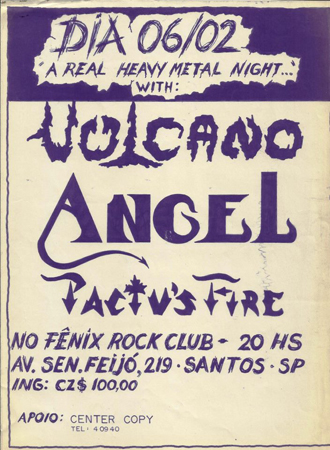 DIA 06/02
"A REAL HEAVY METAL NIGHT..."
WITH:
VULCANO
ANGEL
PACTU'S FIRE
NO FÊNIX ROCK CLUB - 20 HS
AV. SEN. FEIJÓ, 219 · SANTOS · SP
ING: CZ$ 100,00
APOIO: CENTER COPY
TEL. 40940